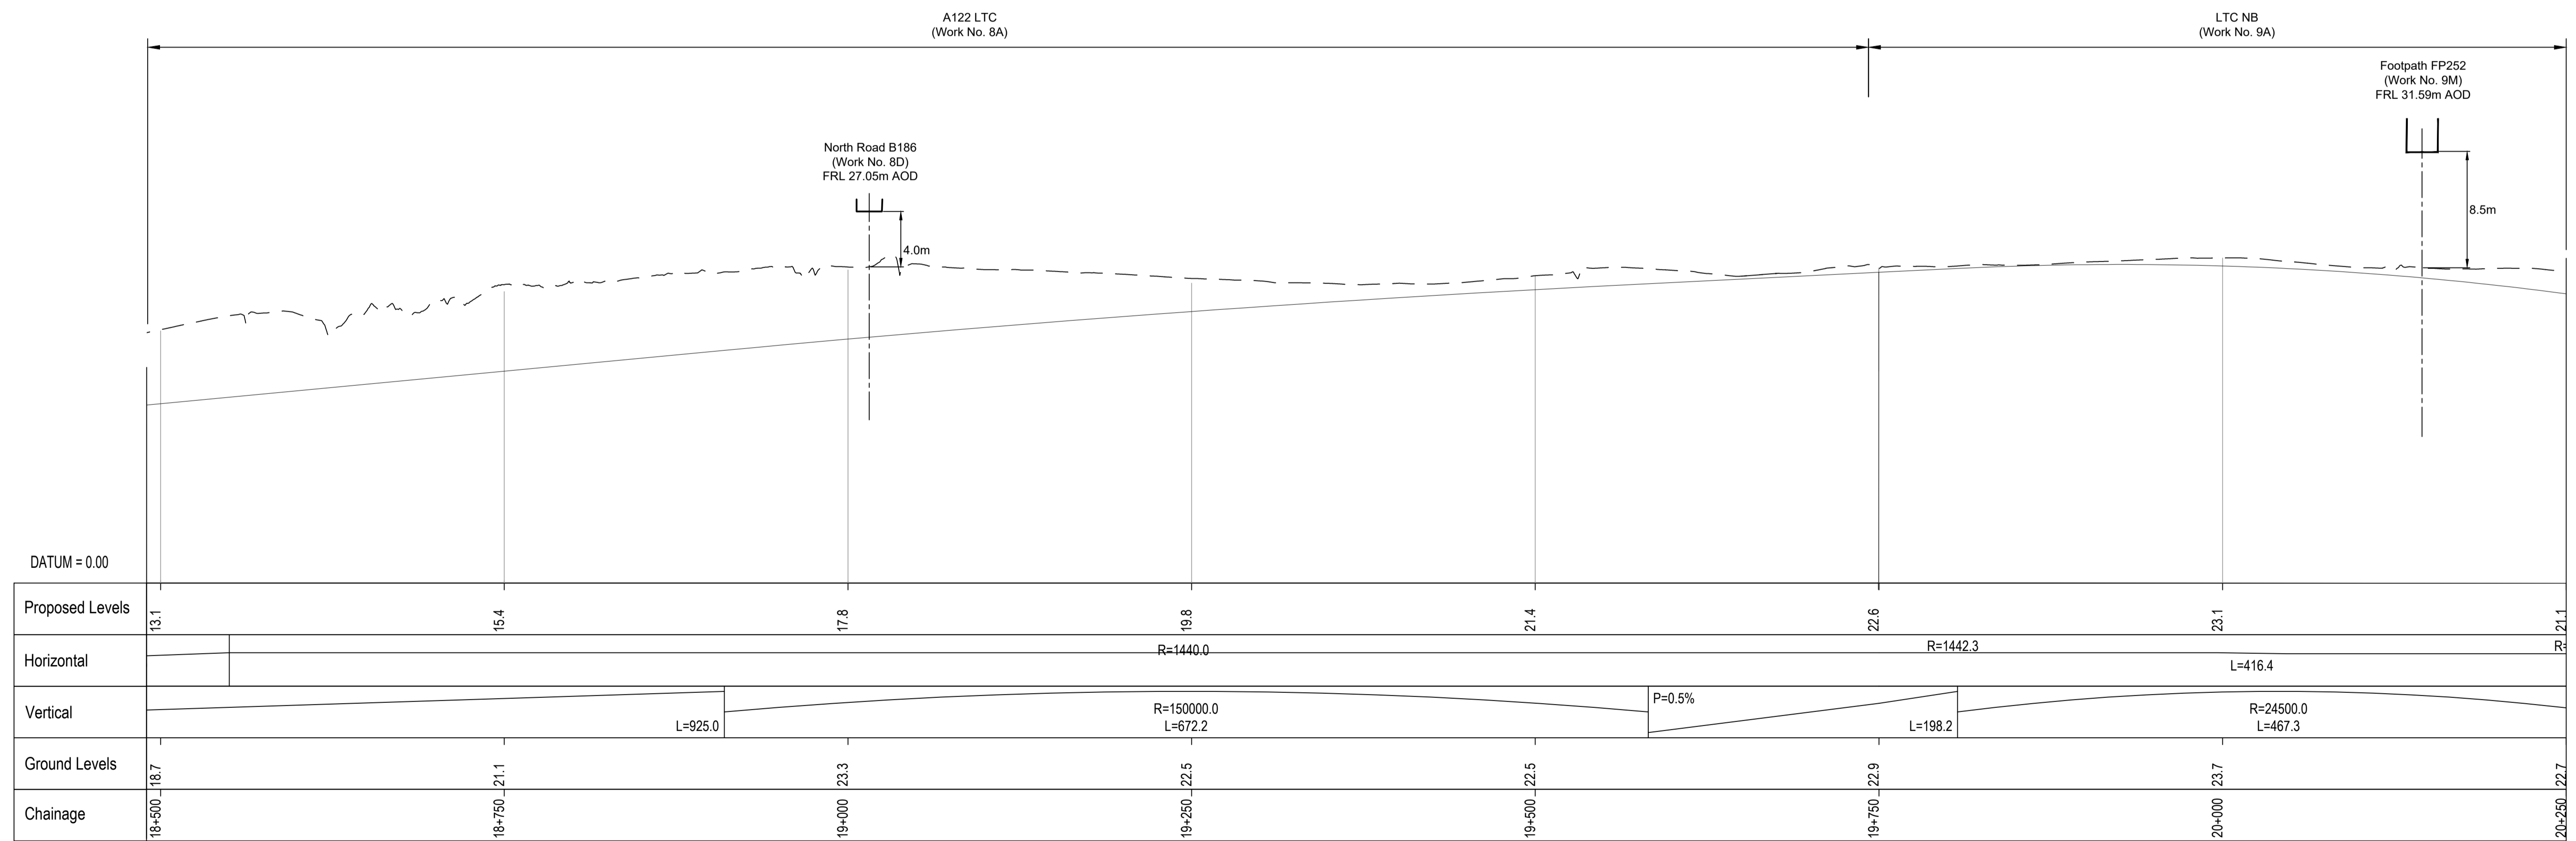 A122 LTC
(Work No. 8A)
LTC NB
(Work No. 9A)
Footpath FP252
(Work No. 9M)
FRL 31.59m AOD
North Road B186
(Work No. 8D)
FRL 27.05m AOD
8.5m
4.0m
DATUM = 0.00
Proposed Levels 13.1 15.4 17.8 19.8 21.4 22.6 23.1 21.1
Horizontal R=1440.0 R=1442.3 L=416.4 R=
Vertical L=925.0 R=150000.0 L=672.2 P=0.5% L=198.2 R=24500.0 L=467.3
Ground Levels 18.7 21.1 23.3 22.5 22.5 22.9 23.7 22.7
Chainage 18+500 18+750 19+000 19+250 19+500 19+750 20+000 20+250